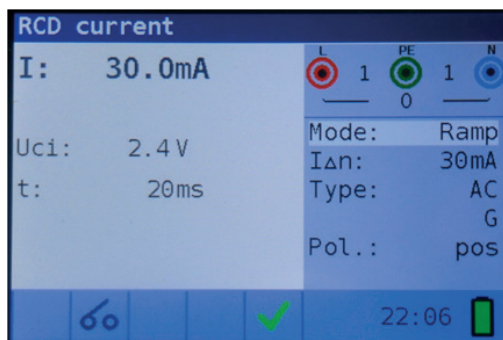 RCD current
I: 30.0mA
Uci: 2.4V
t: 20ms
L PE N
1 1
0
Mode: Ramp
I∆n: 30mA
Type: AC
G
Pol.: pos
22:06